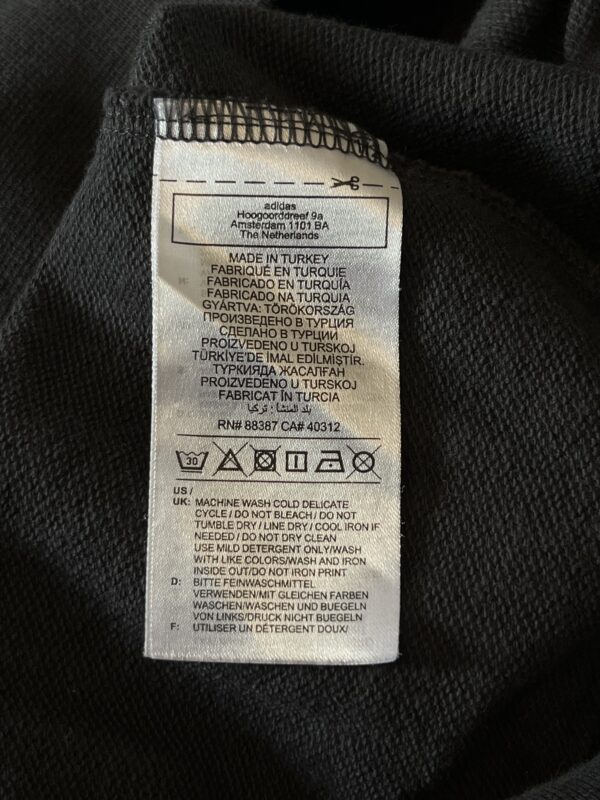 adidas
Hoogoorddreef 9a
Amsterdam 1101 BA
The Netherlands
MADE IN TURKEY
FABRIQUÉ EN TURQUIE
FABRICADO EN TURQUÍA
FABRICADO NA TURQUIA
GYÁRTVA: TÖRÖKORSZÁG
ПРОИЗВЕДЕНО В ТУРЦИЯ
СДЕЛАНО В ТУРЦИИ
PROIZVEDENO U TURSKOJ
TÜRKİYE'DE İMAL EDİLMİŞTİR.
ТУРКИЯДА ЖАСАЛҒАН
PROIZVEDENO U TURSKOJ
FABRICAT ÎN TURCIA
بلد المنشأ : تركيا
RN# 88387 CA# 40312
30
US /
UK: MACHINE WASH COLD DELICATE
CYCLE / DO NOT BLEACH / DO NOT
TUMBLE DRY / LINE DRY / COOL IRON IF
NEEDED / DO NOT DRY CLEAN
USE MILD DETERGENT ONLY/WASH
WITH LIKE COLORS/WASH AND IRON
INSIDE OUT/DO NOT IRON PRINT
D: BITTE FEINWASCHMITTEL
VERWENDEN/MIT GLEICHEN FARBEN
WASCHEN/WASCHEN UND BUEGELN
VON LINKS/DRUCK NICHT BUEGELN
F: UTILISER UN DÉTERGENT DOUX/